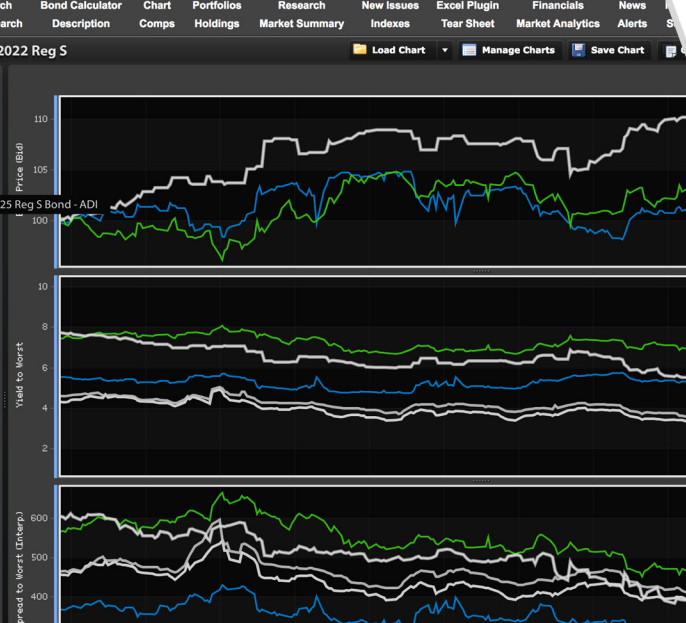 ch Bond Calculator Chart Portfolios Research New Issues Excel Plugin Financials News
arch Description Comps Holdings Market Summary Indexes Tear Sheet Market Analytics Alerts S
2022 Reg S Load Chart Manage Charts Save Chart
110
Price (Bid)
105
25 Reg S Bond - ADI
100
10
8
Yield to Worst
6
4
2
600
500
pread to Worst (Interp.)
400